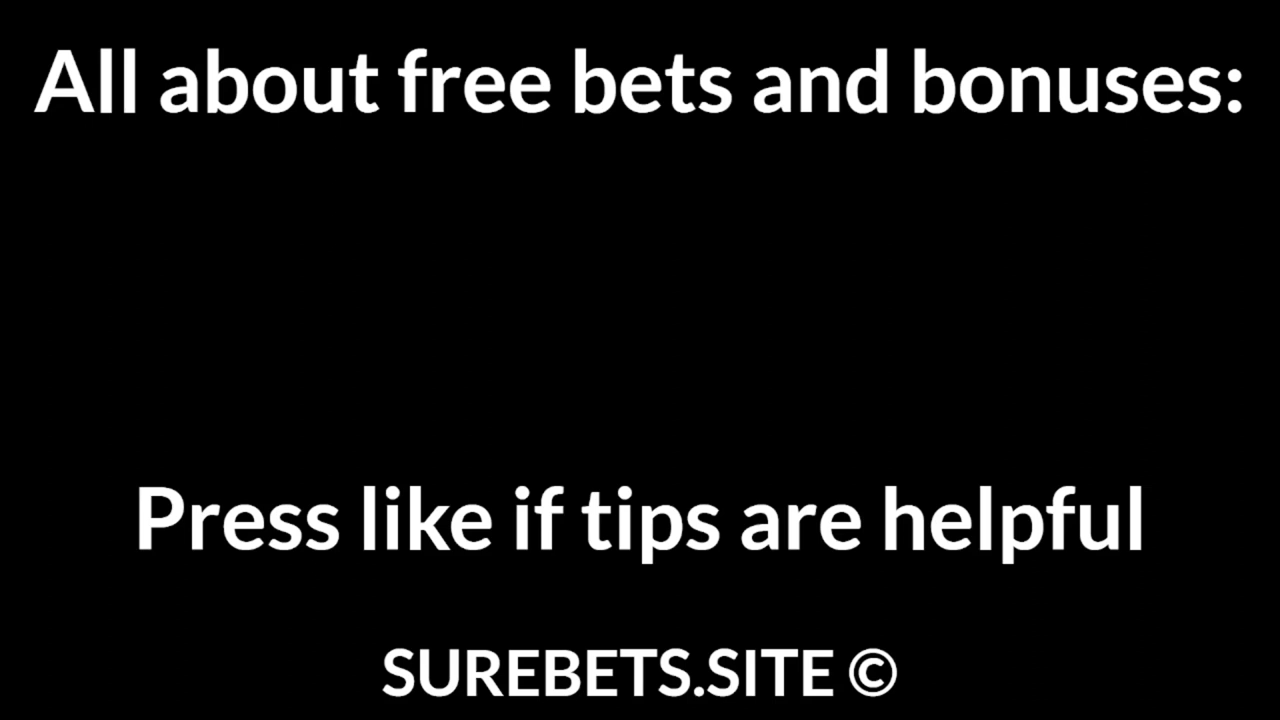 All about free bets and bonuses:
Press like if tips are helpful
SUREBETS.SITE ©